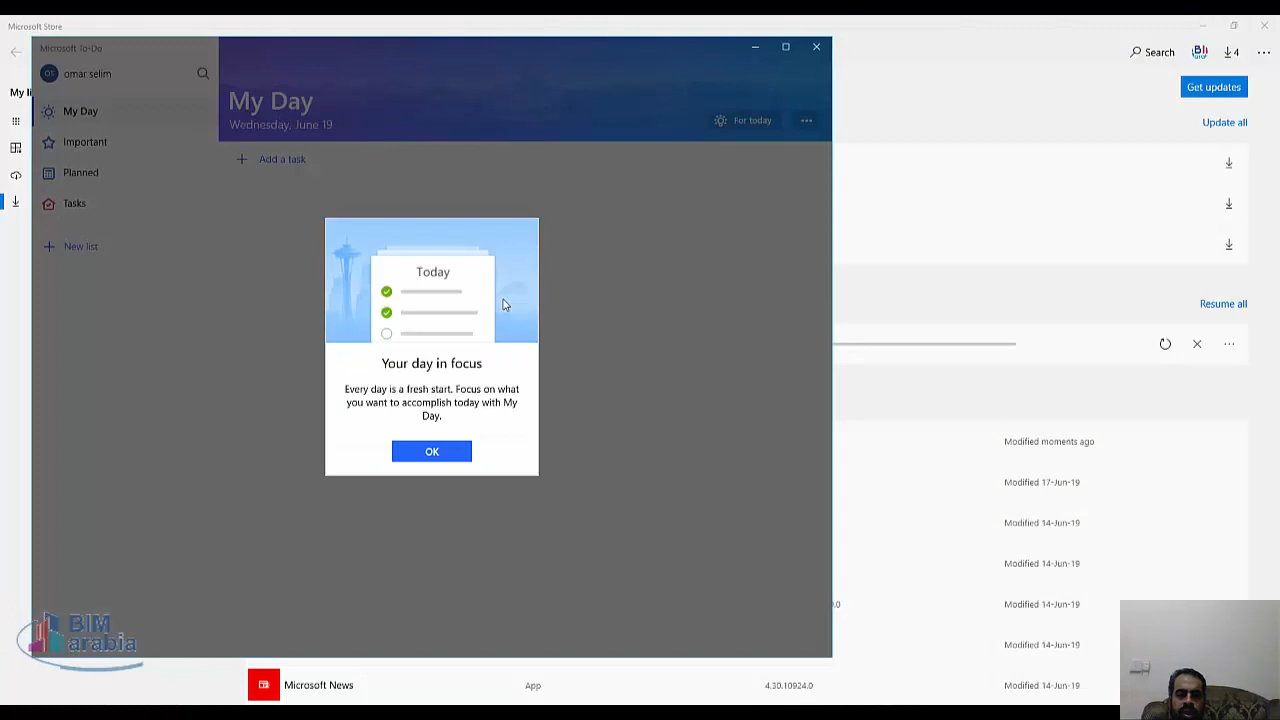 Microsoft Store
Search
4
My li
Get updates
Update all
Resume all
Modified moments ago
Modified 17-Jun-19
Modified 14-Jun-19
Modified 14-Jun-19
Modified 14-Jun-19
Modified 14-Jun-19
Microsoft News
App
4.30.10924.0
Modified 14-Jun-19
Microsoft To-Do
OS
omar selim
My Day
Important
Planned
Tasks
New list
My Day
Wednesday, June 19
For today
Add a task
Today
Your day in focus
Every day is a fresh start. Focus on what
you want to accomplish today with My
Day.
OK
BIM
arabia